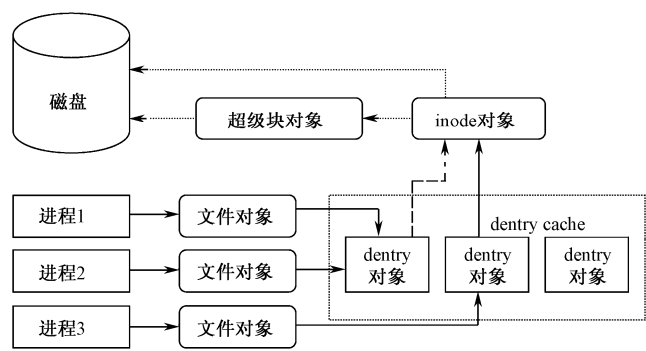 磁盘
超级块对象
inode对象
进程1
文件对象
dentry cache
进程2
文件对象
dentry
对象
dentry
对象
dentry
对象
进程3
文件对象